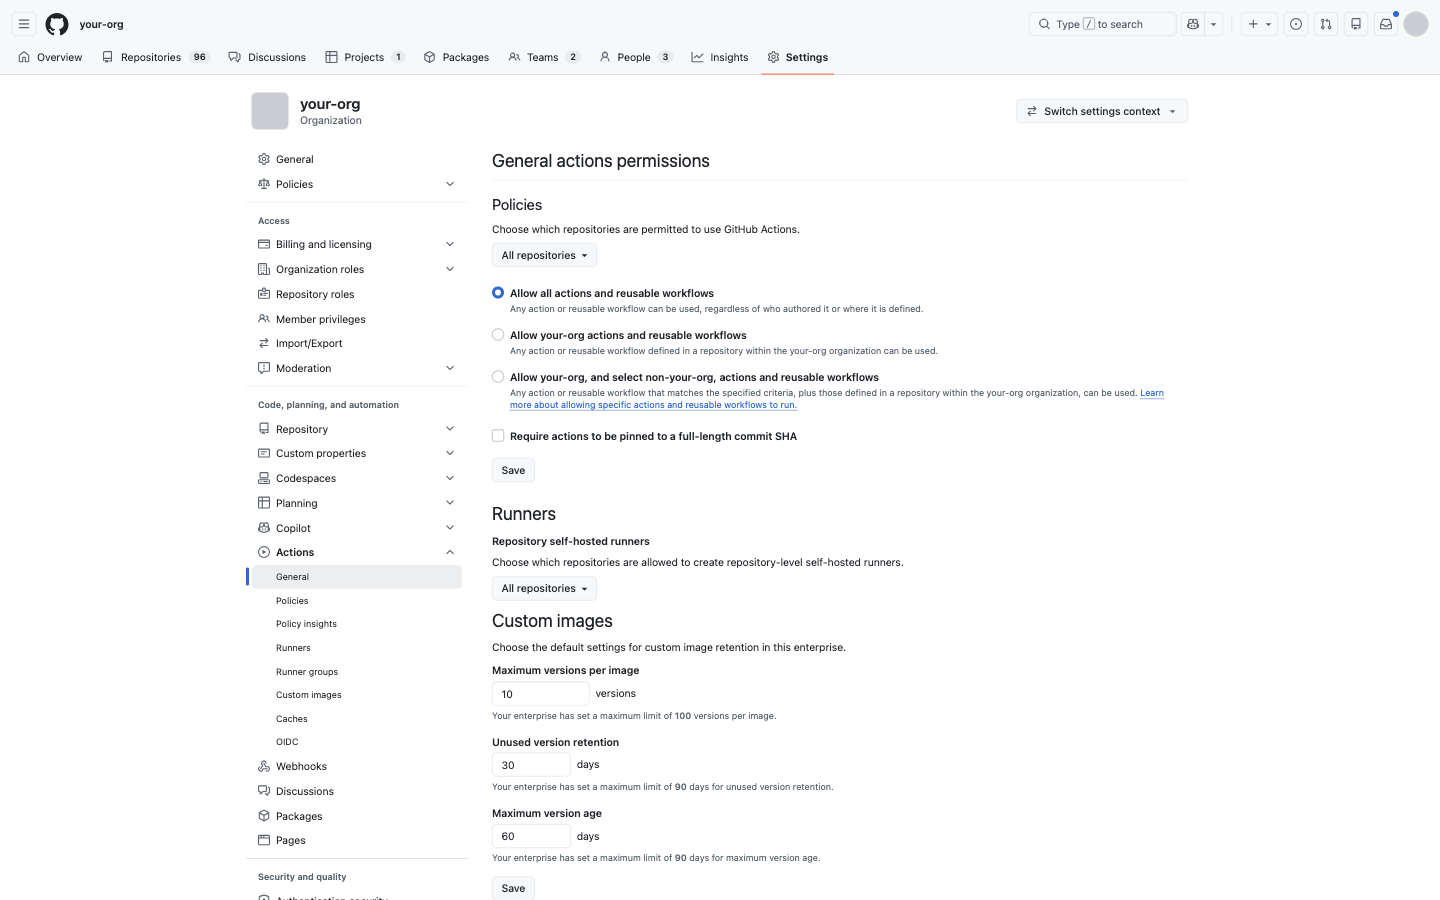 your-org
Type / to search
Overview
Repositories 96
Discussions
Projects 1
Packages
Teams 2
People 3
Insights
Settings
your-org
Organization
Switch settings context
General
Policies
Access
Billing and licensing
Organization roles
Repository roles
Member privileges
Import/Export
Moderation
Code, planning, and automation
Repository
Custom properties
Codespaces
Planning
Copilot
Actions
General
Policies
Policy insights
Runners
Runner groups
Custom images
Caches
OIDC
Webhooks
Discussions
Packages
Pages
Security and quality
Authentication security
General actions permissions
Policies
Choose which repositories are permitted to use GitHub Actions.
All repositories
Allow all actions and reusable workflows
Any action or reusable workflow can be used, regardless of who authored it or where it is defined.
Allow your-org actions and reusable workflows
Any action or reusable workflow defined in a repository within the your-org organization can be used.
Allow your-org, and select non-your-org, actions and reusable workflows
Any action or reusable workflow that matches the specified criteria, plus those defined in a repository within the your-org organization, can be used. Learn
more about allowing specific actions and reusable workflows to run.
Require actions to be pinned to a full-length commit SHA
Save
Runners
Repository self-hosted runners
Choose which repositories are allowed to create repository-level self-hosted runners.
All repositories
Custom images
Choose the default settings for custom image retention in this enterprise.
Maximum versions per image
10 versions
Your enterprise has set a maximum limit of 100 versions per image.
Unused version retention
30 days
Your enterprise has set a maximum limit of 90 days for unused version retention.
Maximum version age
60 days
Your enterprise has set a maximum limit of 90 days for maximum version age.
Save